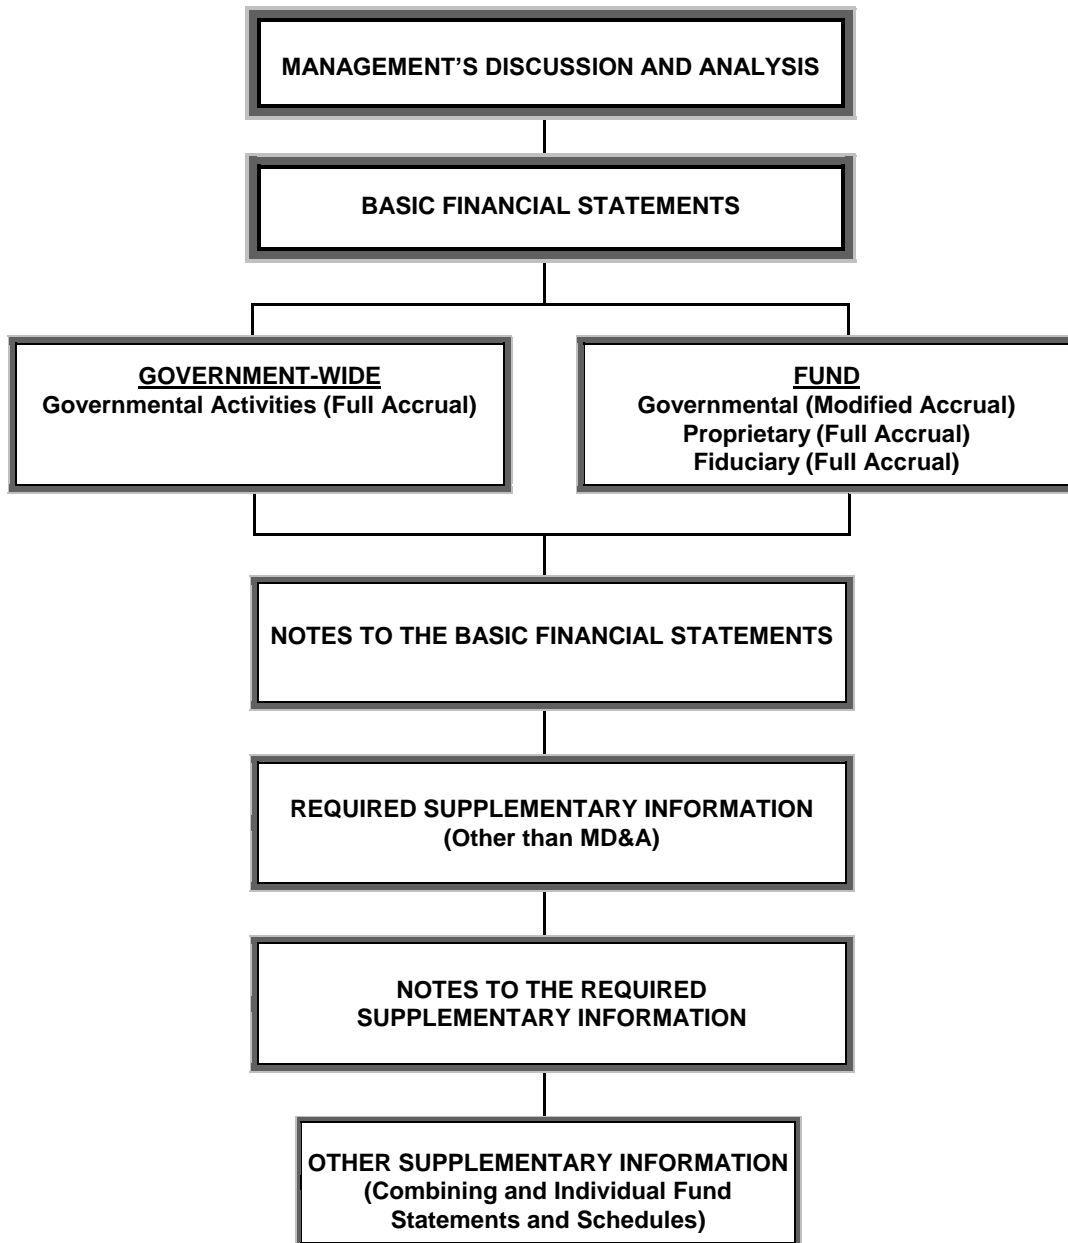 MANAGEMENT’S DISCUSSION AND ANALYSIS
BASIC FINANCIAL STATEMENTS
GOVERNMENT-WIDE
Governmental Activities (Full Accrual)
FUND
Governmental (Modified Accrual)
Proprietary (Full Accrual)
Fiduciary (Full Accrual)
NOTES TO THE BASIC FINANCIAL STATEMENTS
REQUIRED SUPPLEMENTARY INFORMATION
(Other than MD&A)
NOTES TO THE REQUIRED
SUPPLEMENTARY INFORMATION
OTHER SUPPLEMENTARY INFORMATION
(Combining and Individual Fund
Statements and Schedules)